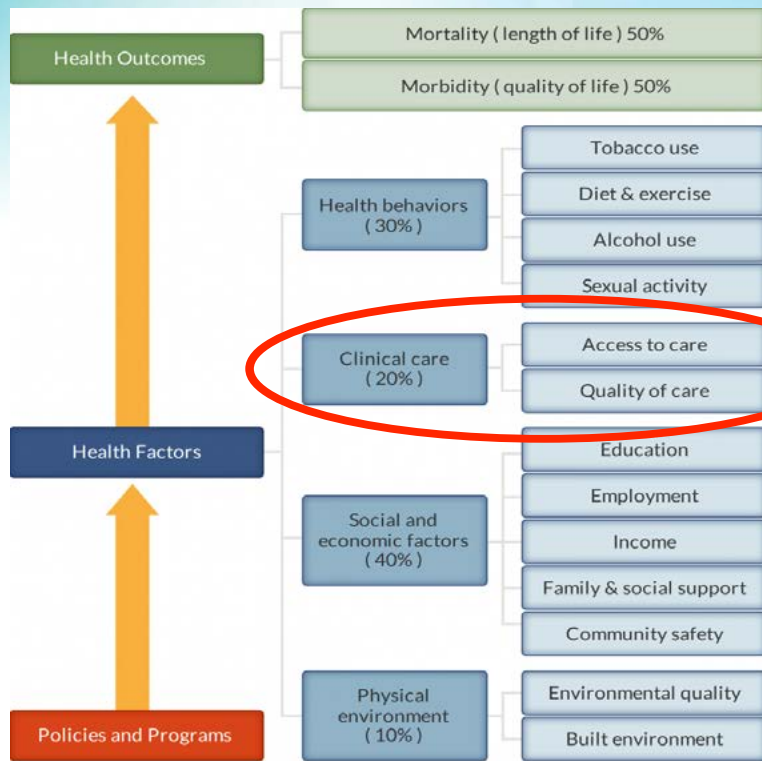 Health Outcomes
Mortality ( length of life ) 50%
Morbidity ( quality of life ) 50%
Health behaviors
( 30% )
Tobacco use
Diet & exercise
Alcohol use
Sexual activity
Clinical care
( 20% )
Access to care
Quality of care
Health Factors
Social and
economic factors
( 40% )
Education
Employment
Income
Family & social support
Community safety
Physical
environment
( 10% )
Environmental quality
Built environment
Policies and Programs